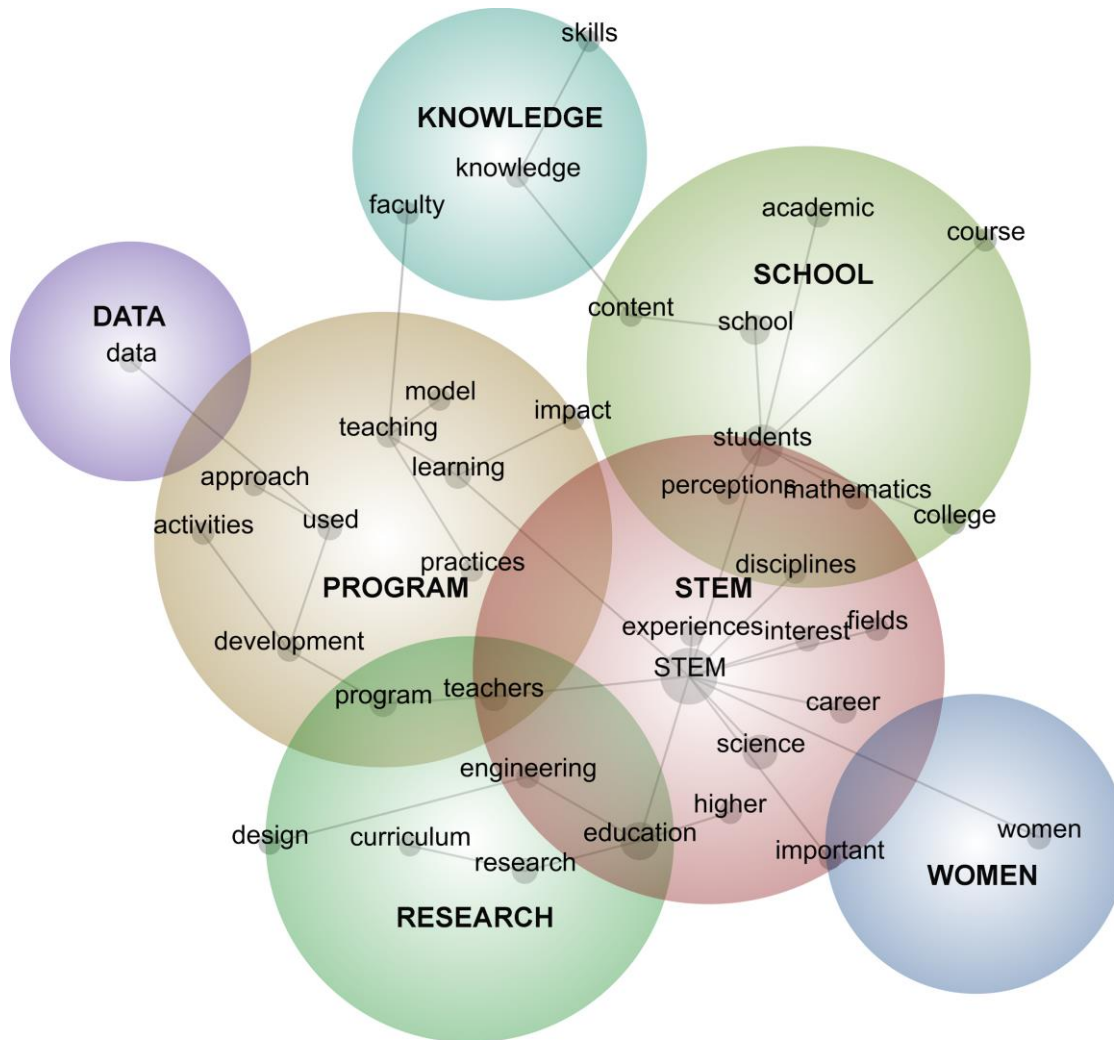 skills
KNOWLEDGE
knowledge
faculty
academic
course
SCHOOL
content
school
DATA
data
model
impact
teaching
students
learning
approach
perceptions
mathematics
activities
used
college
practices
disciplines
PROGRAM
STEM
experiences
interest
fields
development
STEM
program
teachers
career
science
engineering
higher
design
curriculum
education
women
research
important
WOMEN
RESEARCH